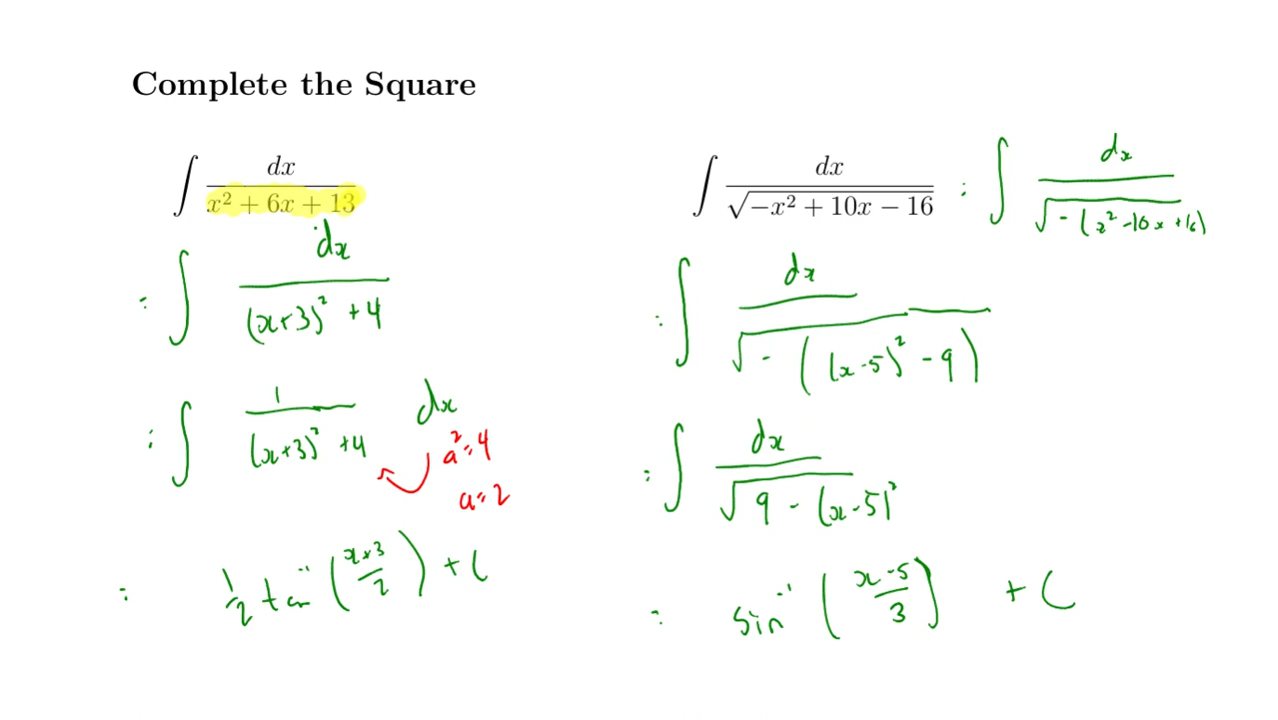 Complete the Square
∫ dx / (x² + 6x + 13)
= ∫ dx / ((x+3)² + 4)
= ∫ 1 / ((x+3)² + 4) dx
a² = 4
a = 2
= 1/2 tan⁻¹ ((x+3)/2) + C
∫ dx / √(−x² + 10x − 16) = ∫ dx / √(-(x² -10x +16))
= ∫ dx / √(-((x-5)² - 9))
= ∫ dx / √(9 - (x-5)²)
= sin⁻¹ ((x-5)/3) + C